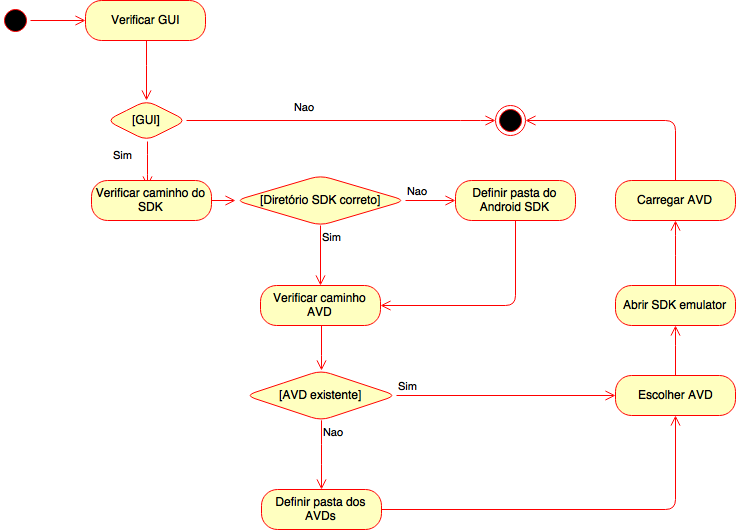 Verificar GUI
[GUI]
Nao
Sim
Verificar caminho do
SDK
[Diretório SDK correto]
Nao
Definir pasta do
Android SDK
Carregar AVD
Sim
Verificar caminho
AVD
Abrir SDK emulator
[AVD existente]
Sim
Escolher AVD
Nao
Definir pasta dos
AVDs